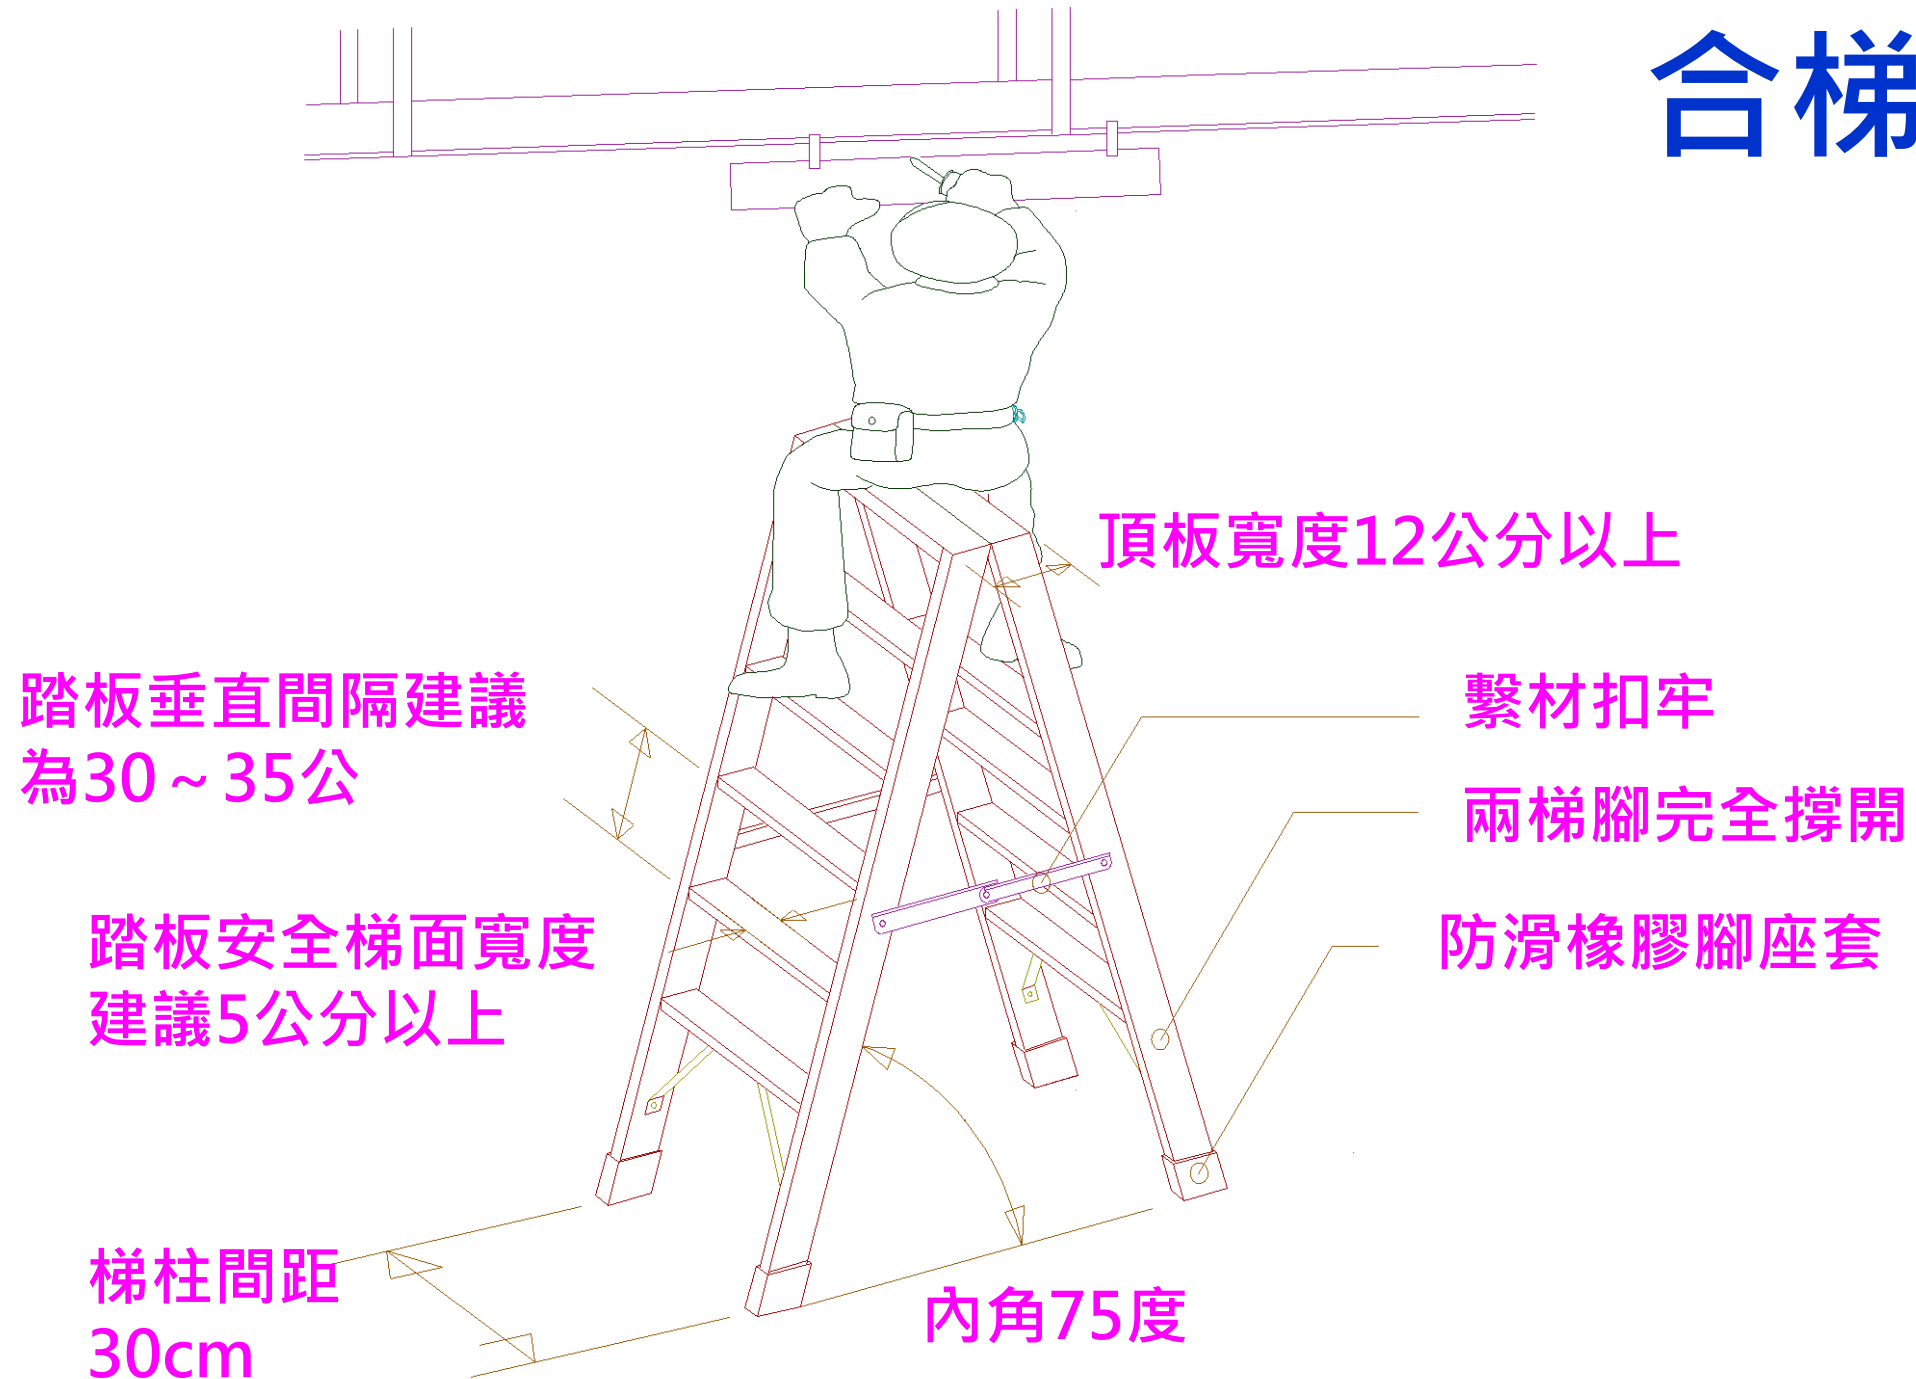 合梯
頂板寬度12公分以上
踏板垂直間隔建議
為30～35公
繫材扣牢
兩梯腳完全撐開
踏板安全梯面寬度
建議5公分以上
防滑橡膠腳座套
梯柱間距
30cm
內角75度